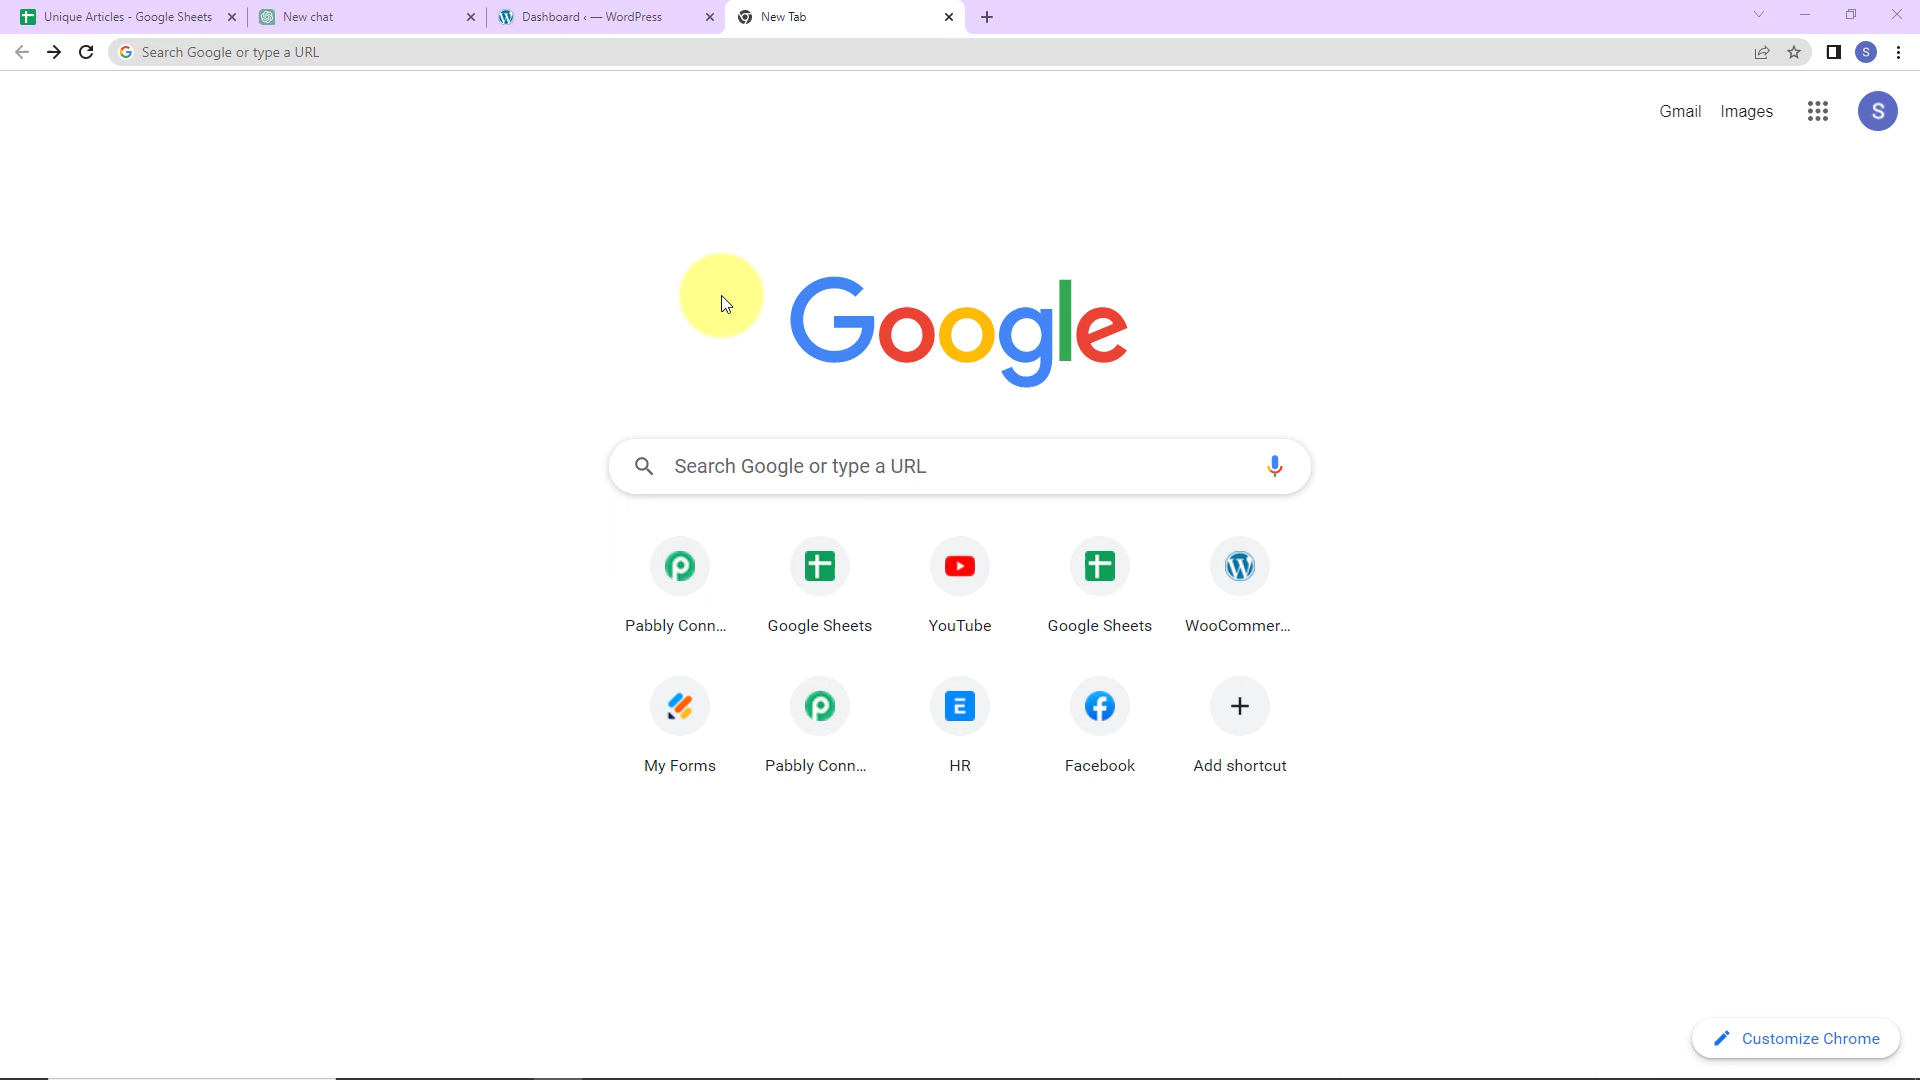 Unique Articles - Google Sheets
New chat
Dashboard ‹ — WordPress
New Tab
Search Google or type a URL
S
Gmail
Images
S
Google
Search Google or type a URL
Pabbly Conn...
Google Sheets
YouTube
Google Sheets
WooCommer...
My Forms
Pabbly Conn...
HR
Facebook
Add shortcut
Customize Chrome